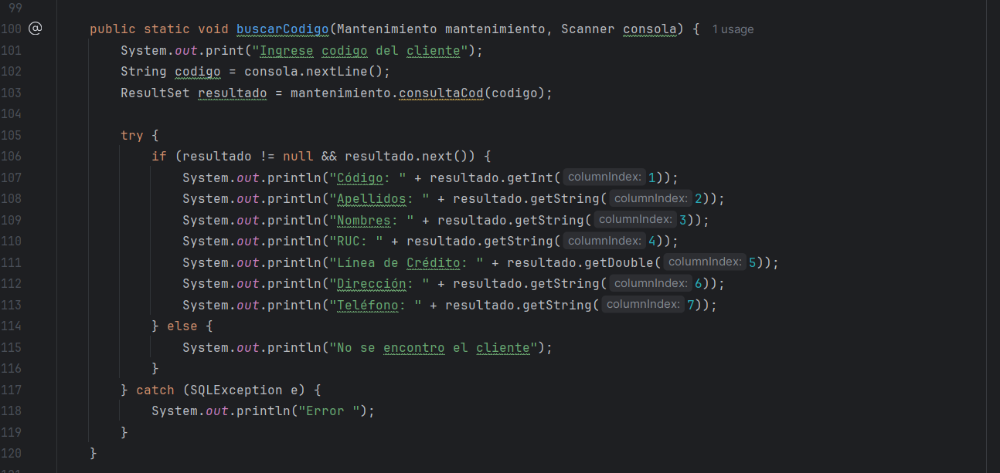 99
100 @ public static void buscarCodigo(Mantenimiento mantenimiento, Scanner consola) { 1 usage
101 System.out.print("Ingrese codigo del cliente");
102 String codigo = consola.nextLine();
103 ResultSet resultado = mantenimiento.consultaCod(codigo);
104
105 try {
106 if (resultado != null && resultado.next()) {
107 System.out.println("Código: " + resultado.getInt( columnIndex: 1));
108 System.out.println("Apellidos: " + resultado.getString( columnIndex: 2));
109 System.out.println("Nombres: " + resultado.getString( columnIndex: 3));
110 System.out.println("RUC: " + resultado.getString( columnIndex: 4));
111 System.out.println("Línea de Crédito: " + resultado.getDouble( columnIndex: 5));
112 System.out.println("Dirección: " + resultado.getString( columnIndex: 6));
113 System.out.println("Teléfono: " + resultado.getString( columnIndex: 7));
114 } else {
115 System.out.println("No se encontro el cliente");
116 }
117 } catch (SQLException e) {
118 System.out.println("Error ");
119 }
120 }